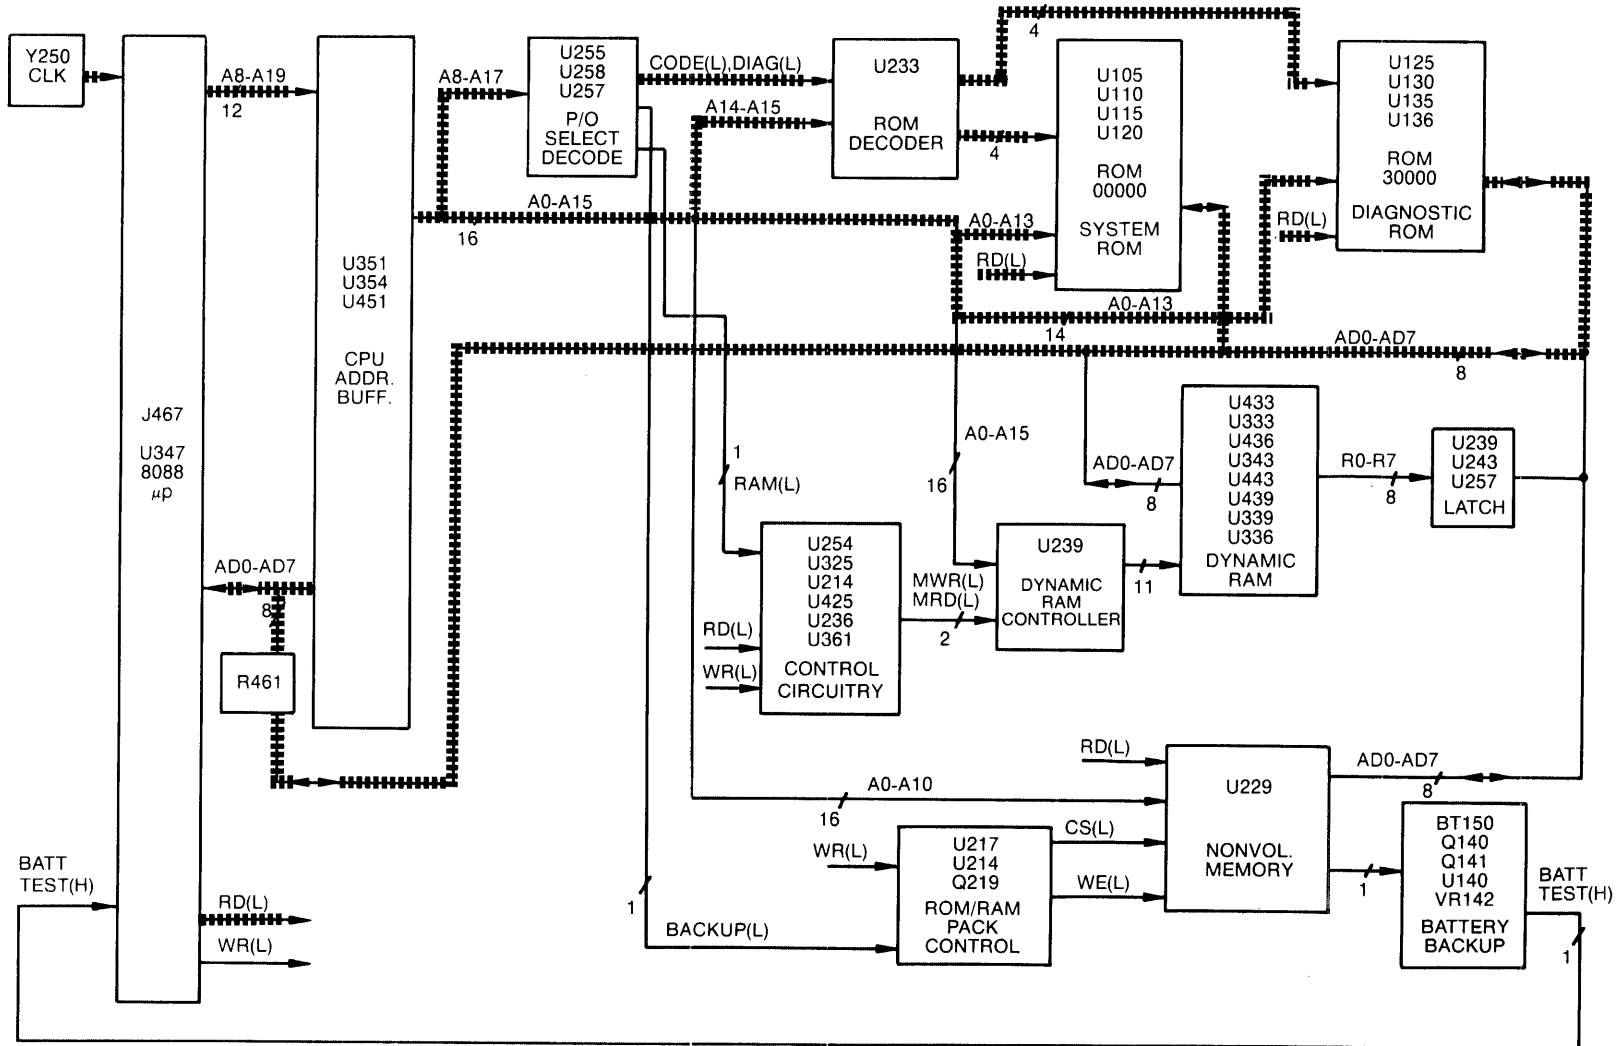 Y250
CLK
A8-A19
12
J467
U347
8088
μp
AD0-AD7
8
R461
BATT
TEST(H)
RD(L)
WR(L)
U351
U354
U451
CPU
ADDR.
BUFF.
A8-A17
A0-A15
16
U255
U258
U257
P/O
SELECT
DECODE
CODE(L),DIAG(L)
A14-A15
U233
ROM
DECODER
4
4
U105
U110
U115
U120
ROM
00000
SYSTEM
ROM
A0-A13
RD(L)
A0-A13
14
U125
U130
U135
U136
ROM
30000
DIAGNOSTIC
ROM
RD(L)
AD0-AD7
8
1
RAM(L)
A0-A15
16
U254
U325
U214
U425
U236
U361
CONTROL
CIRCUITRY
RD(L)
WR(L)
MWR(L)
MRD(L)
2
U239
DYNAMIC
RAM
CONTROLLER
11
AD0-AD7
8
U433
U333
U436
U343
U443
U439
U339
U336
DYNAMIC
RAM
R0-R7
8
U239
U243
U257
LATCH
RD(L)
A0-A10
16
U229
NONVOL.
MEMORY
AD0-AD7
8
WR(L)
U217
U214
Q219
ROM/RAM
PACK
CONTROL
CS(L)
WE(L)
1
BACKUP(L)
1
BT150
Q140
Q141
U140
VR142
BATTERY
BACKUP
BATT
TEST(H)
1